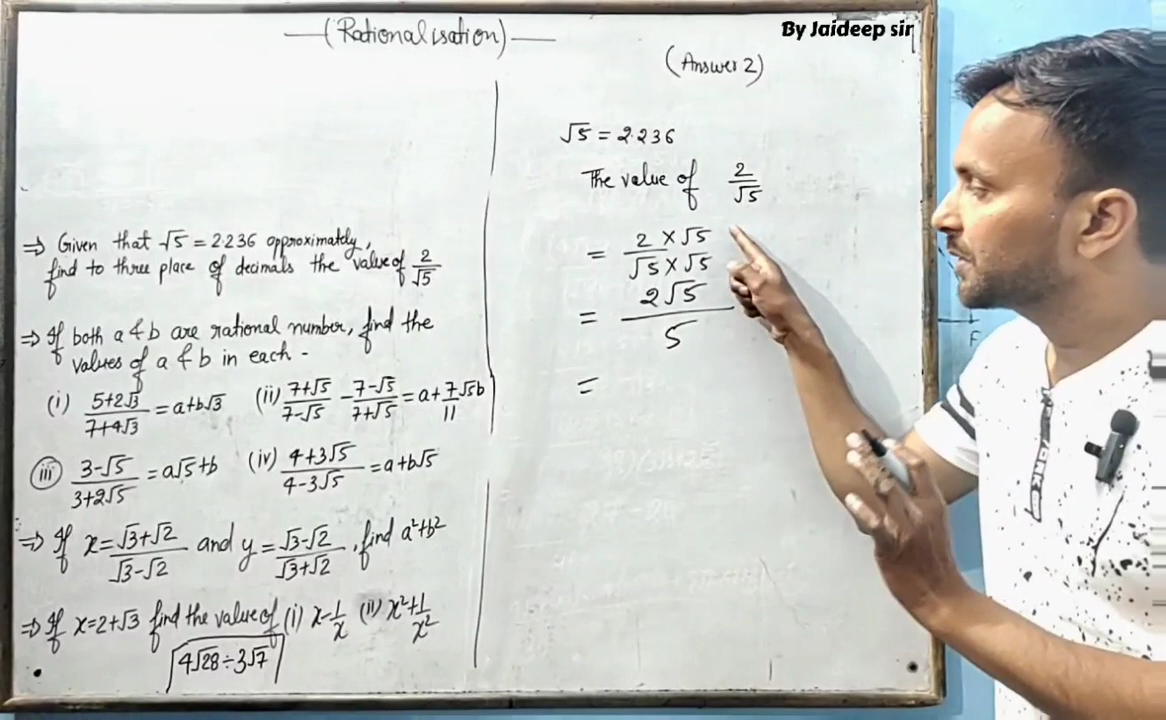 By Jaideep sir
(Rationalisation)
⇒ Given that √5 = 2.236 approximately,
find to three place of decimals the value of 2/√5
⇒ If both a & b are rational number, find the
values of a & b in each -
(i) 5+2√3/7+4√3 = a+b√3 (ii) 7+√5/7-√5 - 7-√5/7+√5 = a+7√5b/11
(iii) 3-√5/3+2√5 = a√5+b (iv) 4+3√5/4-3√5 = a+b√5
⇒ If x = √3+√2/√3-√2 and y = √3-√2/√3+√2, find a²+b²
⇒ If x = 2+√3 find the value of (i) x-1/x (ii) x²+1/x²
4√28 ÷ 3√7
(Answer 2)
√5 = 2.236
The value of 2/√5
= 2 × √5/√5 × √5
= 2√5/5
=